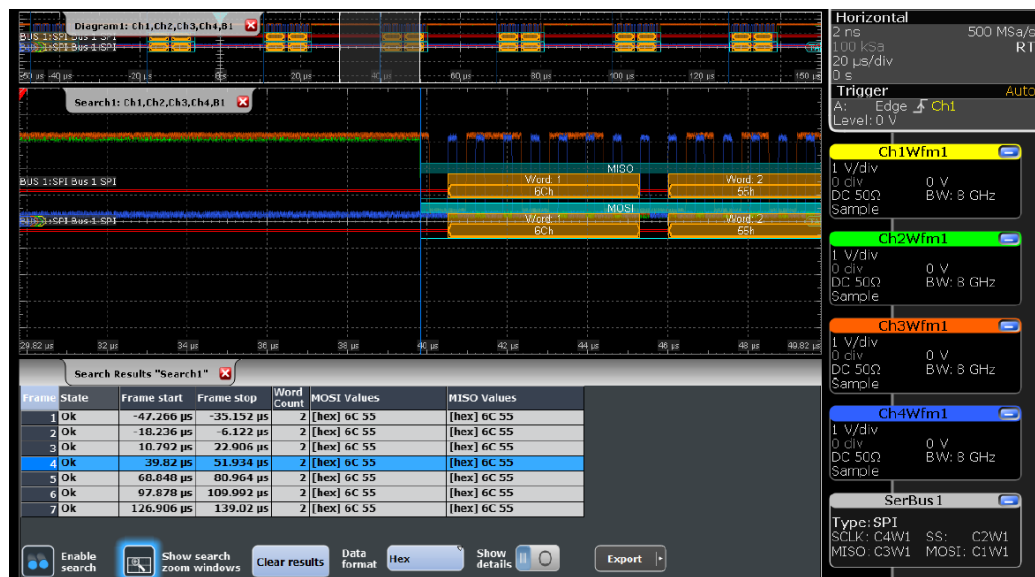 Diagram1: Ch1,Ch2,Ch3,Ch4,B1
BUS 1:SPI Bus 1 SPI
BUS 1:SPI Bus 1 SPI
-50 µs -40 µs -20 µs 0 s 20 µs 40 µs 60 µs 80 µs 100 µs 120 µs 150 µs
Search1: Ch1,Ch2,Ch3,Ch4,B1
MISO
BUS 1:SPI Bus 1 SPI
Word: 1 Word: 2
6Ch 55h
MOSI
BUS 1:SPI Bus 1 SPI
Word: 1 Word: 2
6Ch 55h
29.82 µs 32 µs 34 µs 36 µs 38 µs 40 µs 42 µs 44 µs 46 µs 48 µs 49.82 µs
Search Results "Search1"
Frame State Frame start Frame stop Word Count MOSI Values MISO Values
1 Ok -47.266 µs -35.152 µs 2 [hex] 6C 55 [hex] 6C 55
2 Ok -18.236 µs -6.122 µs 2 [hex] 6C 55 [hex] 6C 55
3 Ok 10.792 µs 22.906 µs 2 [hex] 6C 55 [hex] 6C 55
4 Ok 39.82 µs 51.934 µs 2 [hex] 6C 55 [hex] 6C 55
5 Ok 68.848 µs 80.964 µs 2 [hex] 6C 55 [hex] 6C 55
6 Ok 97.878 µs 109.992 µs 2 [hex] 6C 55 [hex] 6C 55
7 Ok 126.906 µs 139.02 µs 2 [hex] 6C 55 [hex] 6C 55
Enable search
Show search zoom windows
Clear results
Data format
Hex
Show details
Export
Horizontal
2 ns 500 MSa/s
100 kSa RT
20 µs/div
0 s
Trigger Auto
A: Edge Ch1
Level: 0 V
Ch1Wfm1
1 V/div
0 div 0 V
DC 50Ω BW: 8 GHz
Sample
Ch2Wfm1
1 V/div
0 div 0 V
DC 50Ω BW: 8 GHz
Sample
Ch3Wfm1
1 V/div
0 div 0 V
DC 50Ω BW: 8 GHz
Sample
Ch4Wfm1
1 V/div
0 div 0 V
DC 50Ω BW: 8 GHz
Sample
SerBus 1
Type: SPI
SCLK: C4W1 SS: C2W1
MISO: C3W1 MOSI: C1W1